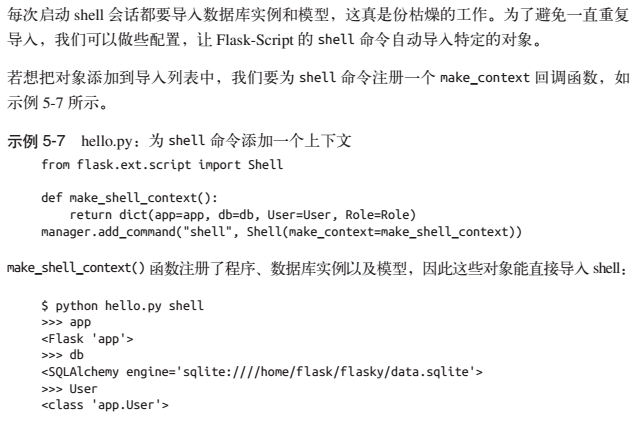 每次启动 shell 会话都要导入数据库实例和模型，这真是份枯燥的工作。为了避免一直重复
导入，我们可以做些配置，让 Flask-Script 的 shell 命令自动导入特定的对象。
若想把对象添加到导入列表中，我们要为 shell 命令注册一个 make_context 回调函数，如
示例 5-7 所示。
示例 5-7 hello.py：为 shell 命令添加一个上下文
from flask.ext.script import Shell
def make_shell_context():
    return dict(app=app, db=db, User=User, Role=Role)
manager.add_command("shell", Shell(make_context=make_shell_context))
make_shell_context() 函数注册了程序、数据库实例以及模型，因此这些对象能直接导入 shell：
$ python hello.py shell
>>> app
<Flask 'app'>
>>> db
<SQLAlchemy engine='sqlite:////home/flask/flasky/data.sqlite'>
>>> User
<class 'app.User'>